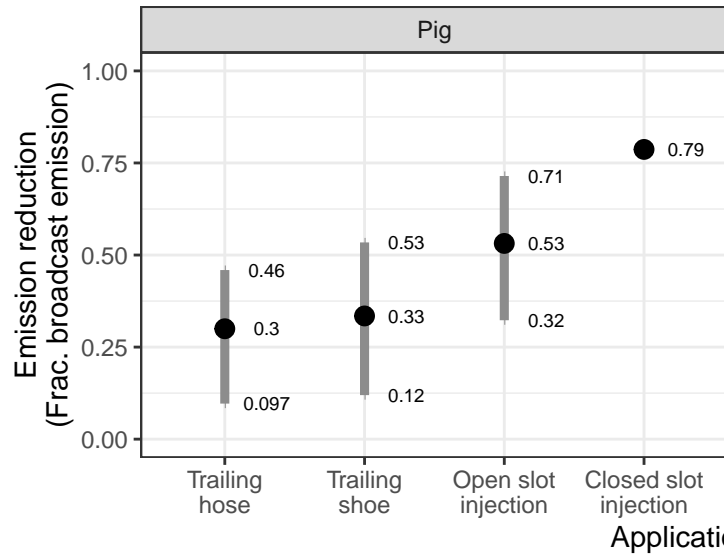 Pig
Emission reduction
(Frac. broadcast emission)
1.00
0.75
0.50
0.25
0.00
0.46
0.3
0.097
0.53
0.33
0.12
0.71
0.53
0.32
0.79
Trailing
hose
Trailing
shoe
Open slot
injection
Closed slot
injection
Applicatio